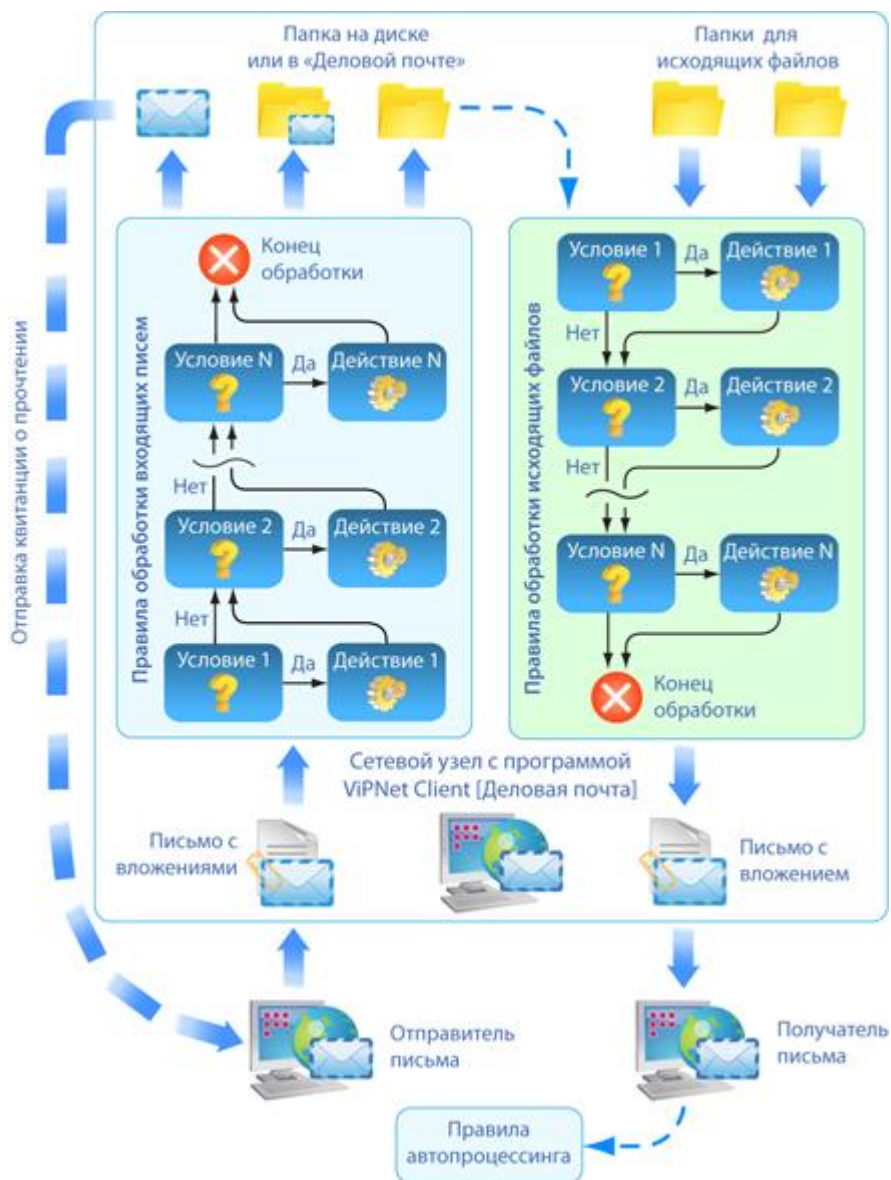 Папка на диске
или в «Деловой почте»
Папки для
исходящих файлов
Отправка квитанции о прочтении
Правила обработки входящих писем
Конец
обработки
Условие N
Да
Действие N
Нет
Условие 2
Да
Действие 2
Нет
Условие 1
Да
Действие 1
Правила обработки исходящих файлов
Условие 1
Да
Действие 1
Нет
Условие 2
Да
Действие 2
Нет
Условие N
Да
Действие N
Конец
обработки
Сетевой узел с программой
ViPNet Client [Деловая почта]
Письмо с
вложениями
Письмо с
вложением
Отправитель
письма
Получатель
письма
Правила
автопроцессинга